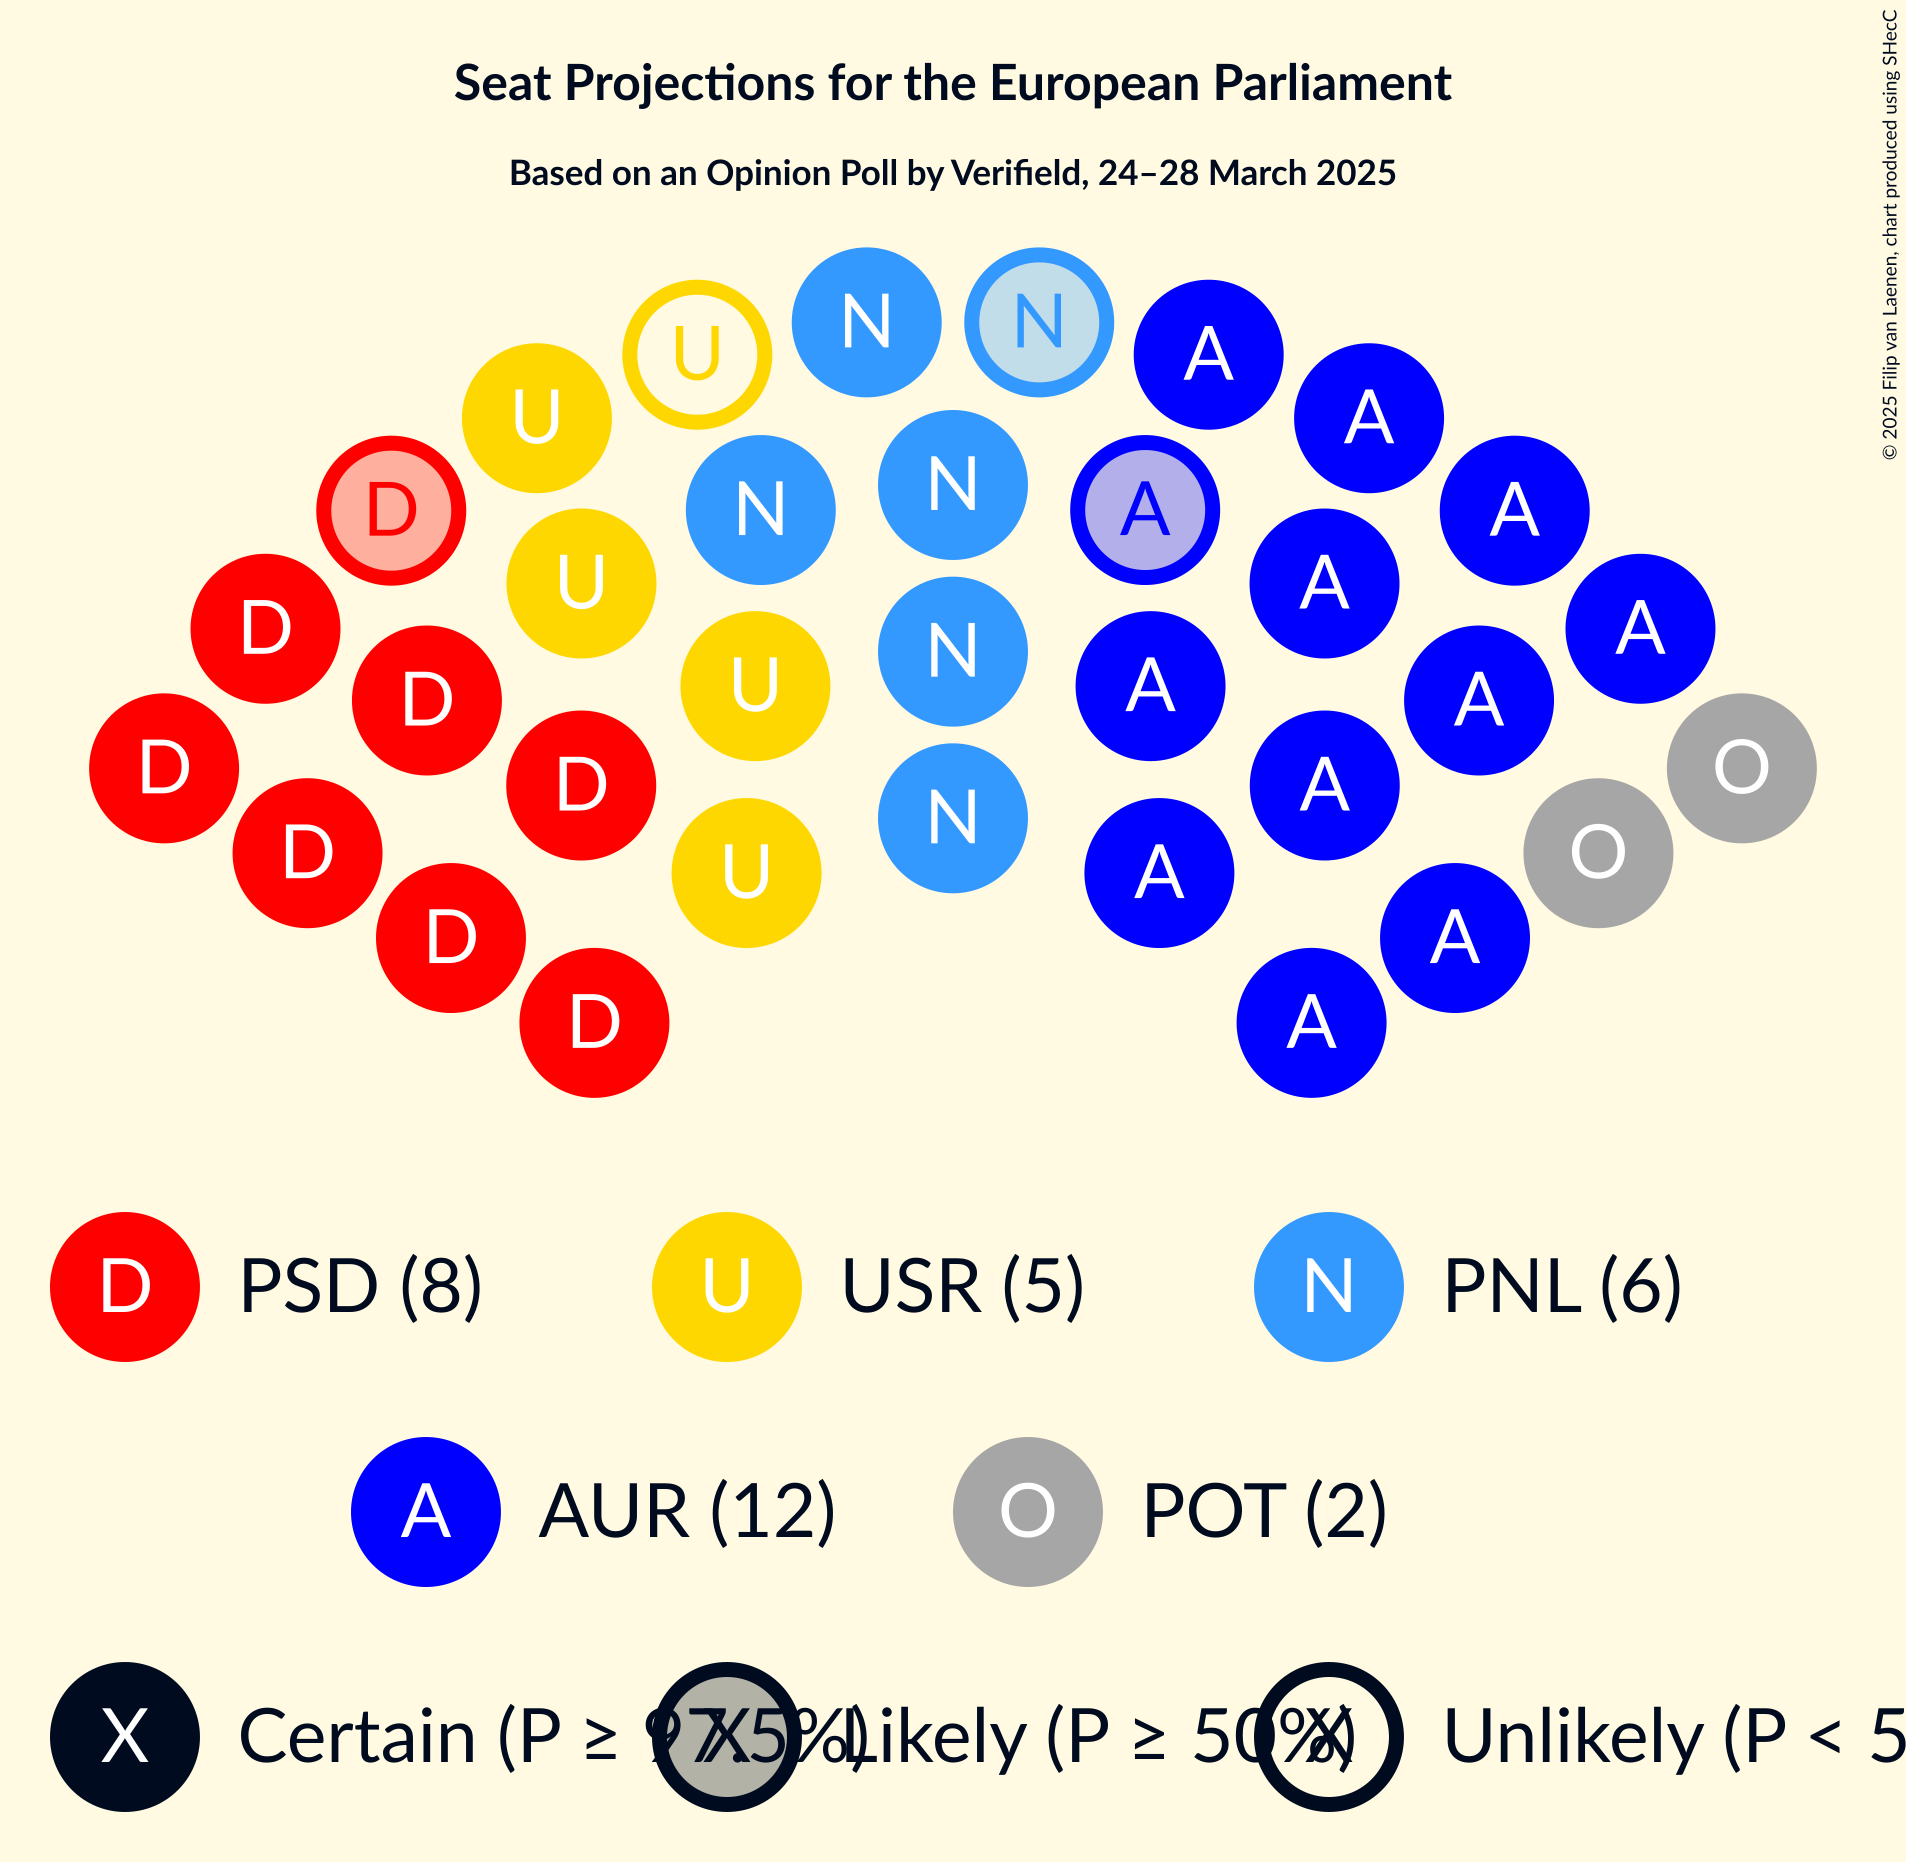 Seat Projections for the European Parliament
Based on an Opinion Poll by Verifield, 24–28 March 2025
© 2025 Filip van Laenen, chart produced using SHecC
N N
U A
U A
D N N A A
U A
D A
D N A
U A
D A
D A
D O
N
D O
U A
D A
D A
D PSD (8) U USR (5) N PNL (6)
A AUR (12) O POT (2)
X Certain (P ≥ 97.5%) X Likely (P ≥ 50%) X Unlikely (P < 5